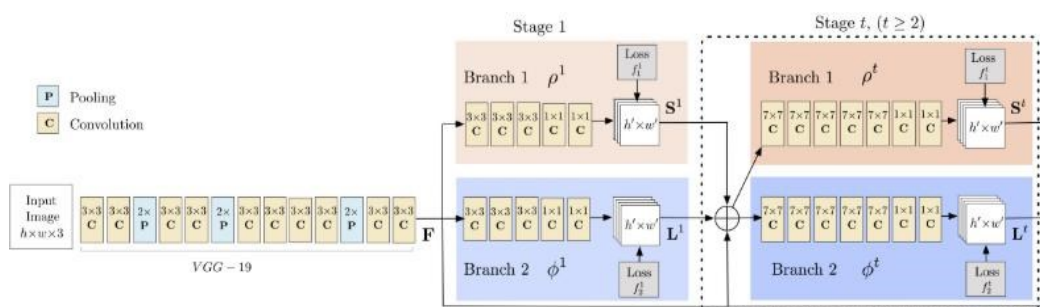 Stage 1
Stage t, (t ≥ 2)
P Pooling
C Convolution
Input
Image
h×w×3
3×3 C 3×3 C 2× P 3×3 C 3×3 C 2× P 3×3 C 3×3 C 3×3 C 3×3 C 2× P 3×3 C 3×3 C
VGG − 19
F
Branch 1 ρ¹
Loss
f₁¹
3×3 C 3×3 C 3×3 C 1×1 C 1×1 C
h′×w′
S¹
3×3 C 3×3 C 3×3 C 1×1 C 1×1 C
h′×w′
L¹
Branch 2 ϕ¹
Loss
f₂¹
Branch 1 ρᵗ
Loss
f₁ᵗ
7×7 C 7×7 C 7×7 C 7×7 C 7×7 C 1×1 C 1×1 C
h′×w′
Sᵗ
7×7 C 7×7 C 7×7 C 7×7 C 7×7 C 1×1 C 1×1 C
h′×w′
Lᵗ
Branch 2 ϕᵗ
Loss
f₂ᵗ